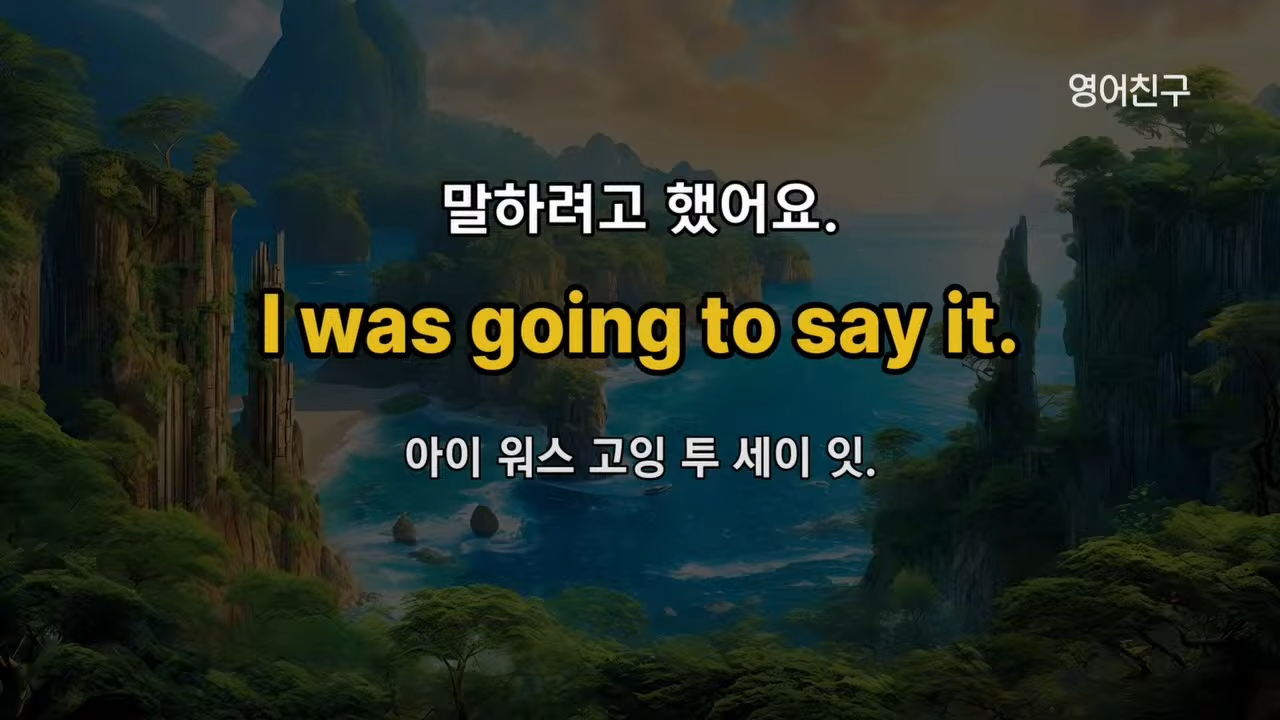 영어친구
말하려고 했어요.
I was going to say it.
아이 워스 고잉 투 세이 잇.